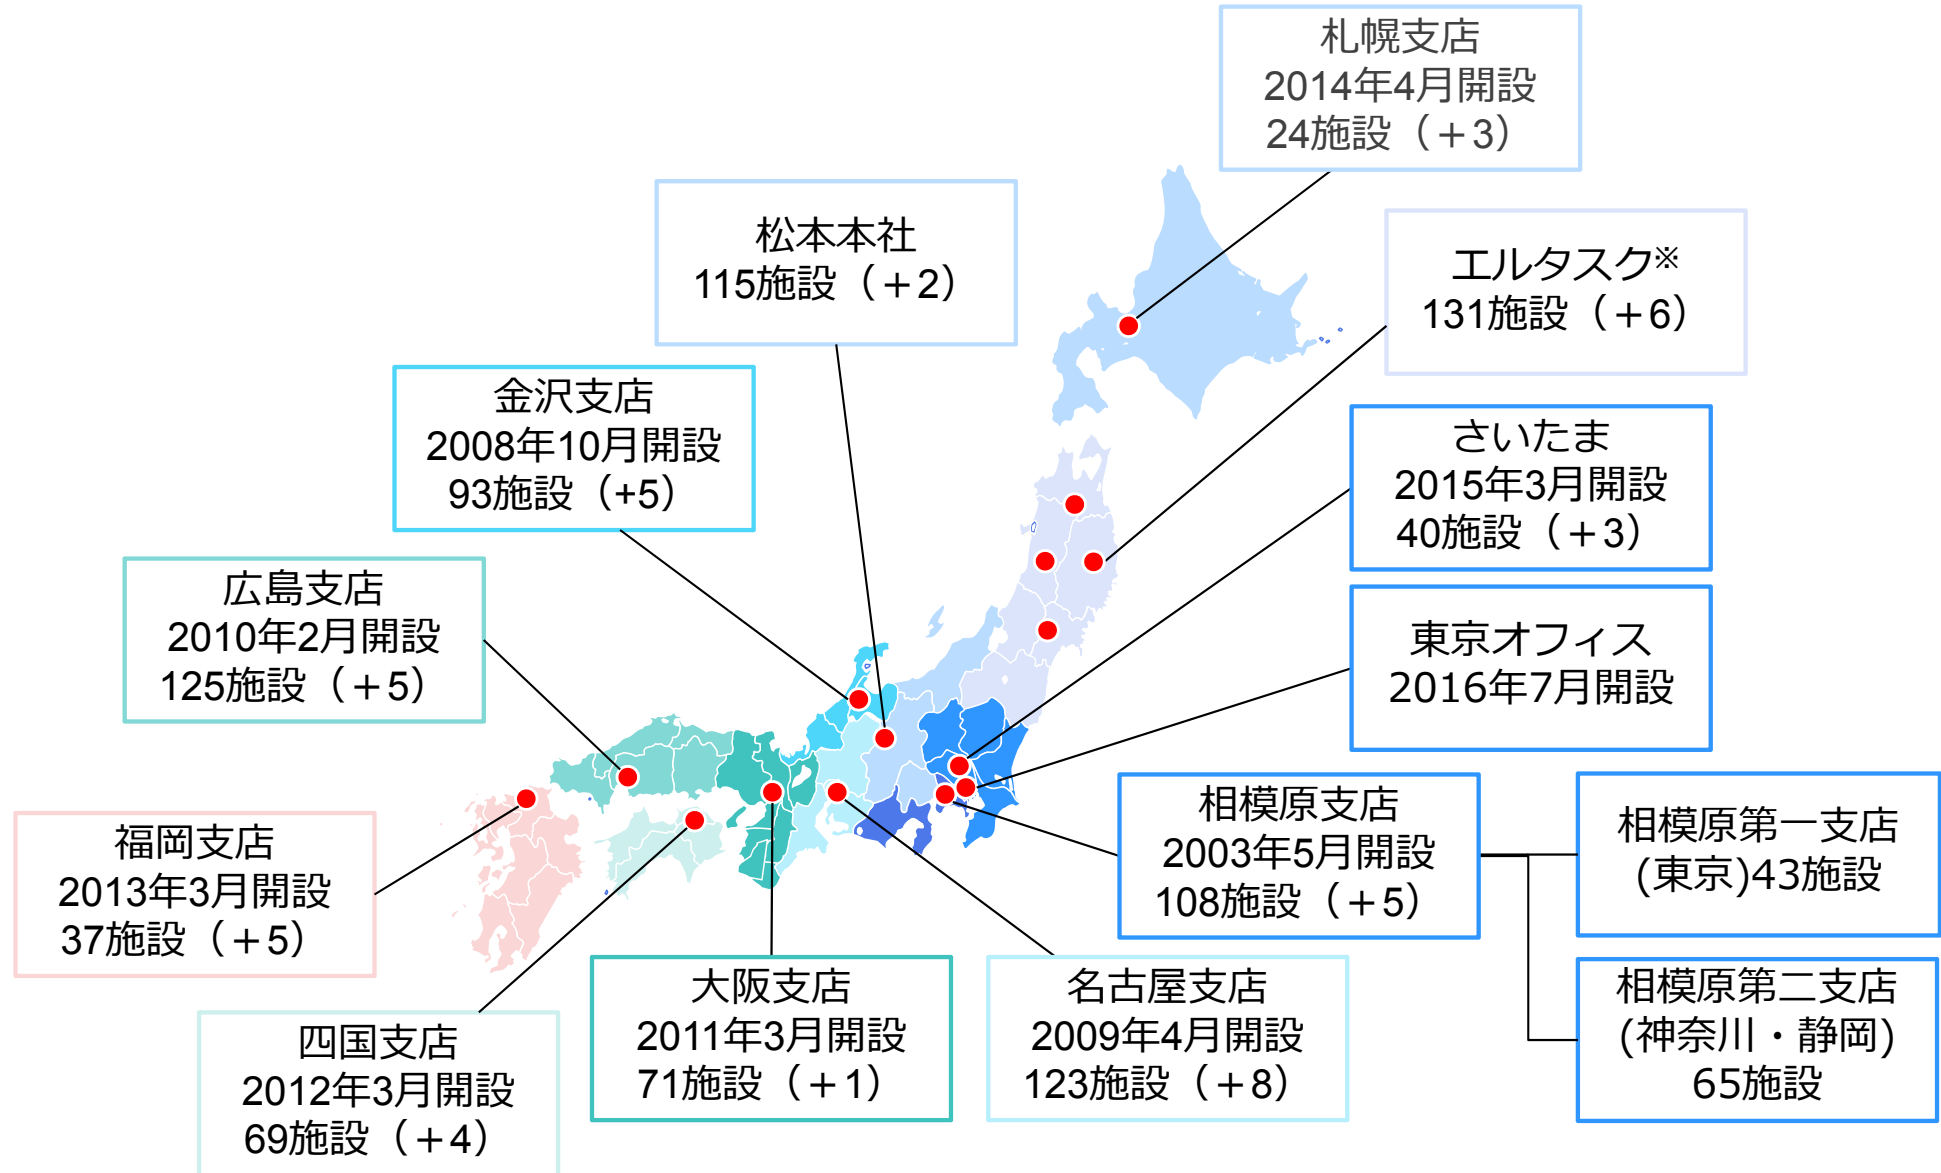 札幌支店
2014年4月開設
24施設（＋3）
松本本社
115施設（＋2）
エルタスク※
131施設（＋6）
金沢支店
2008年10月開設
93施設（+5）
さいたま
2015年3月開設
40施設（＋3）
広島支店
2010年2月開設
125施設（＋5）
東京オフィス
2016年7月開設
相模原支店
2003年5月開設
108施設（＋5）
相模原第一支店
(東京)43施設
福岡支店
2013年3月開設
37施設（＋5）
大阪支店
2011年3月開設
71施設（＋1）
名古屋支店
2009年4月開設
123施設（＋8）
相模原第二支店
(神奈川・静岡)
65施設
四国支店
2012年3月開設
69施設（＋4）